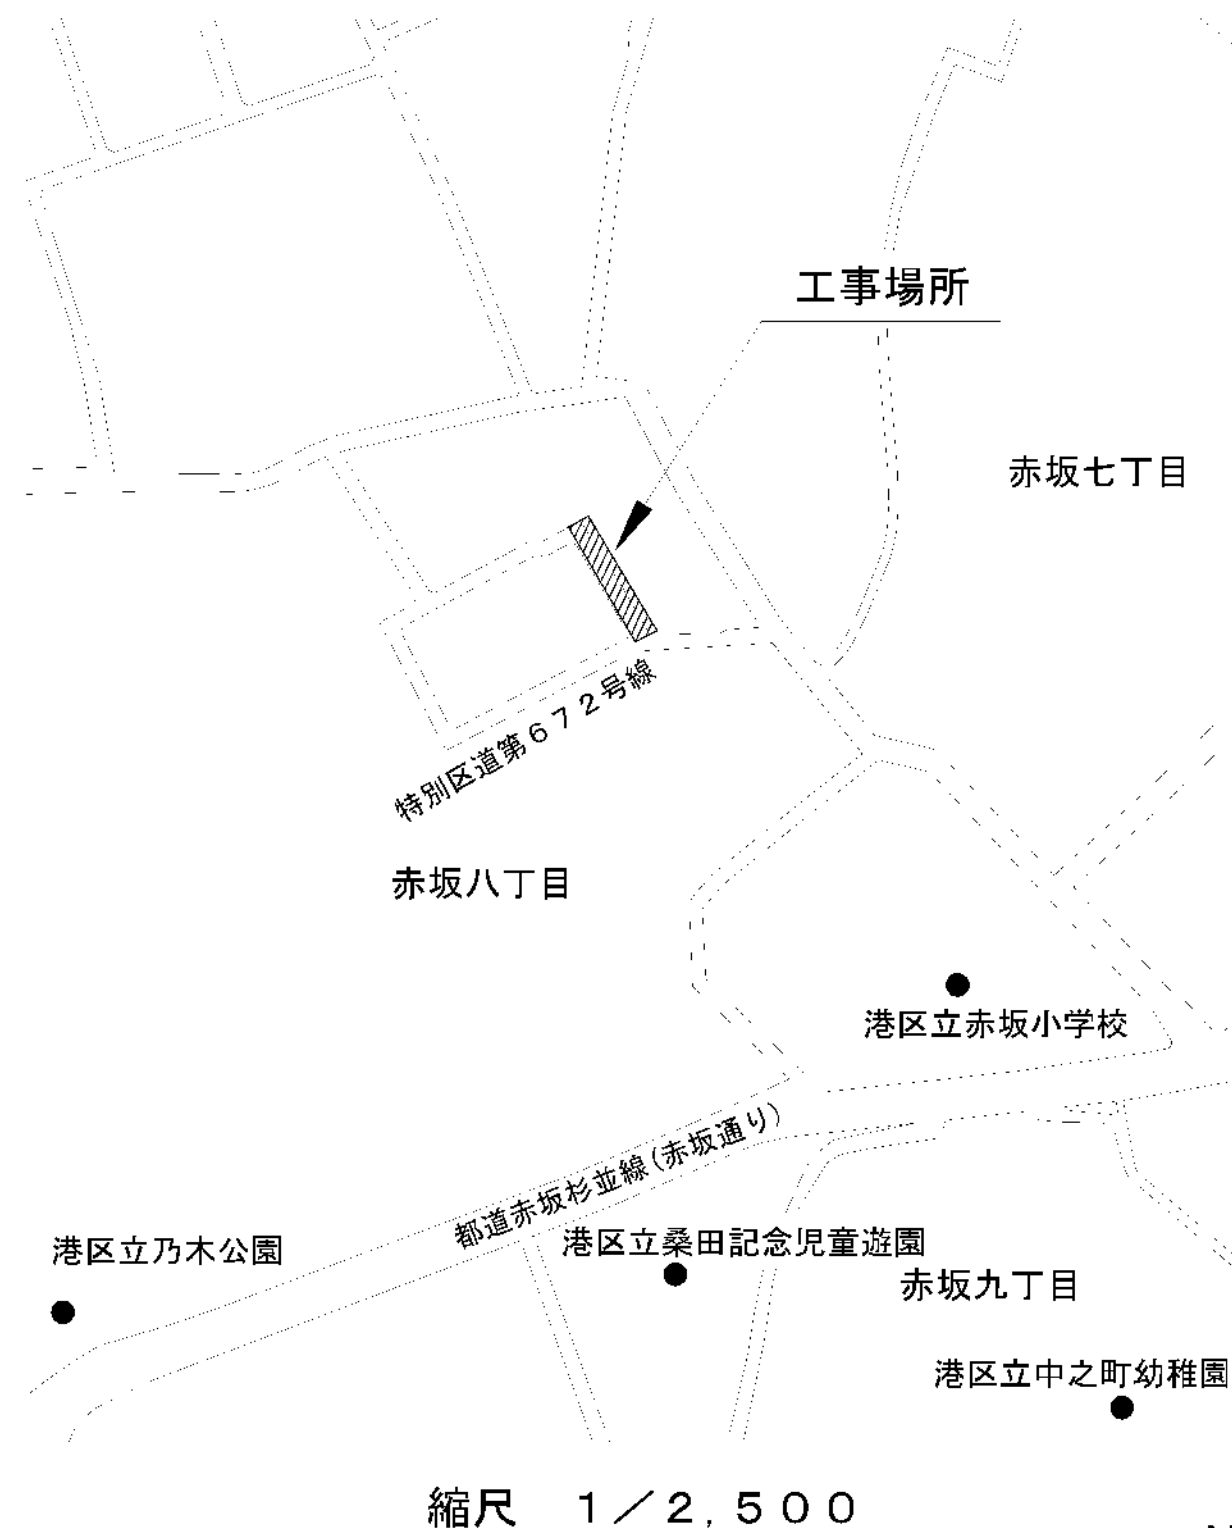 工事場所
赤坂七丁目
特別区道第６７２号線
赤坂八丁目
港区立赤坂小学校
都道赤坂杉並線（赤坂通り）
港区立乃木公園
港区立桑田記念児童遊園
赤坂九丁目
港区立中之町幼稚園
縮尺　１／２，５００